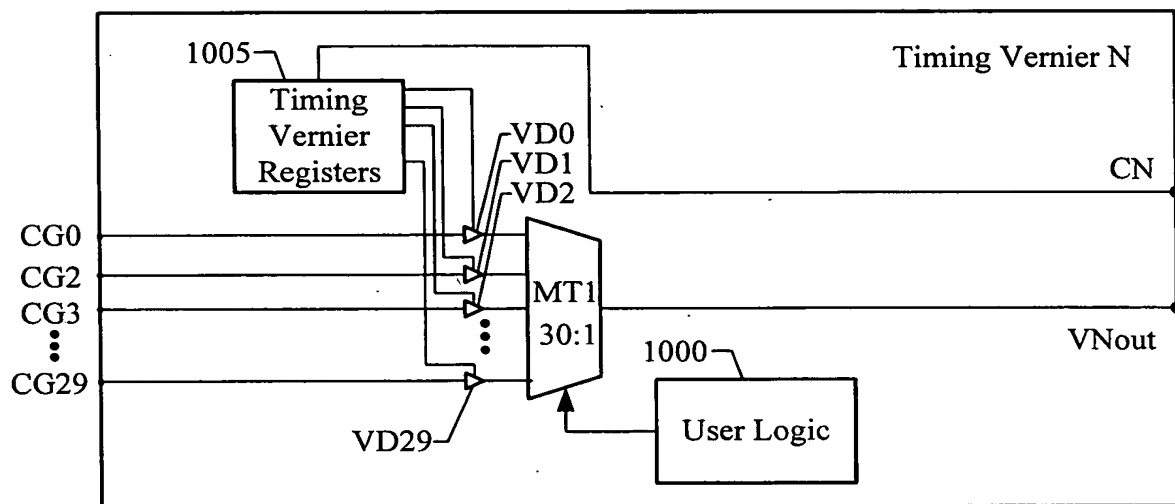 1005
Timing Vernier N
Timing
Vernier
Registers
VD0
VD1
VD2
CN
CG0
CG2
CG3
CG29
MT1
30:1
VNout
1000
VD29
User Logic